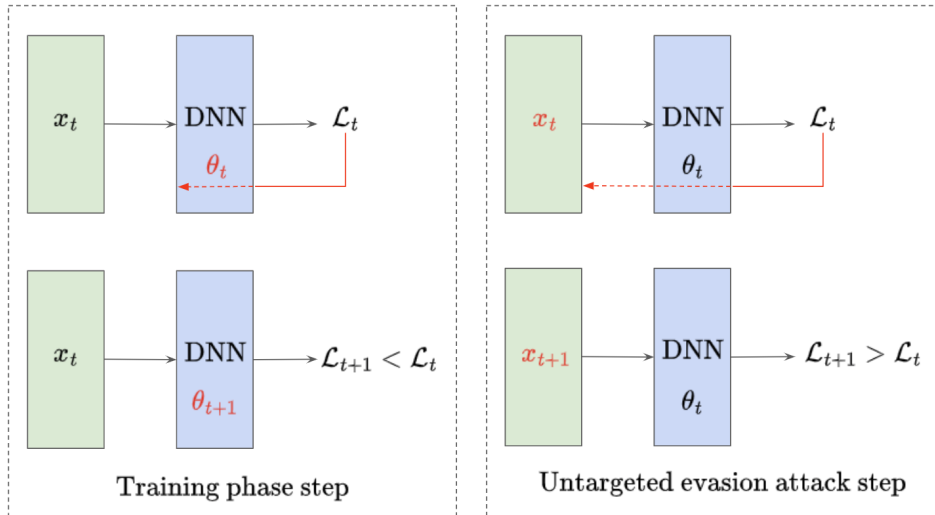 x_t
DNN
θ_t
ℒ_t
x_t
DNN
θ_{t+1}
ℒ_{t+1} < ℒ_t
Training phase step
x_t
DNN
θ_t
ℒ_t
x_{t+1}
DNN
θ_t
ℒ_{t+1} > ℒ_t
Untargeted evasion attack step